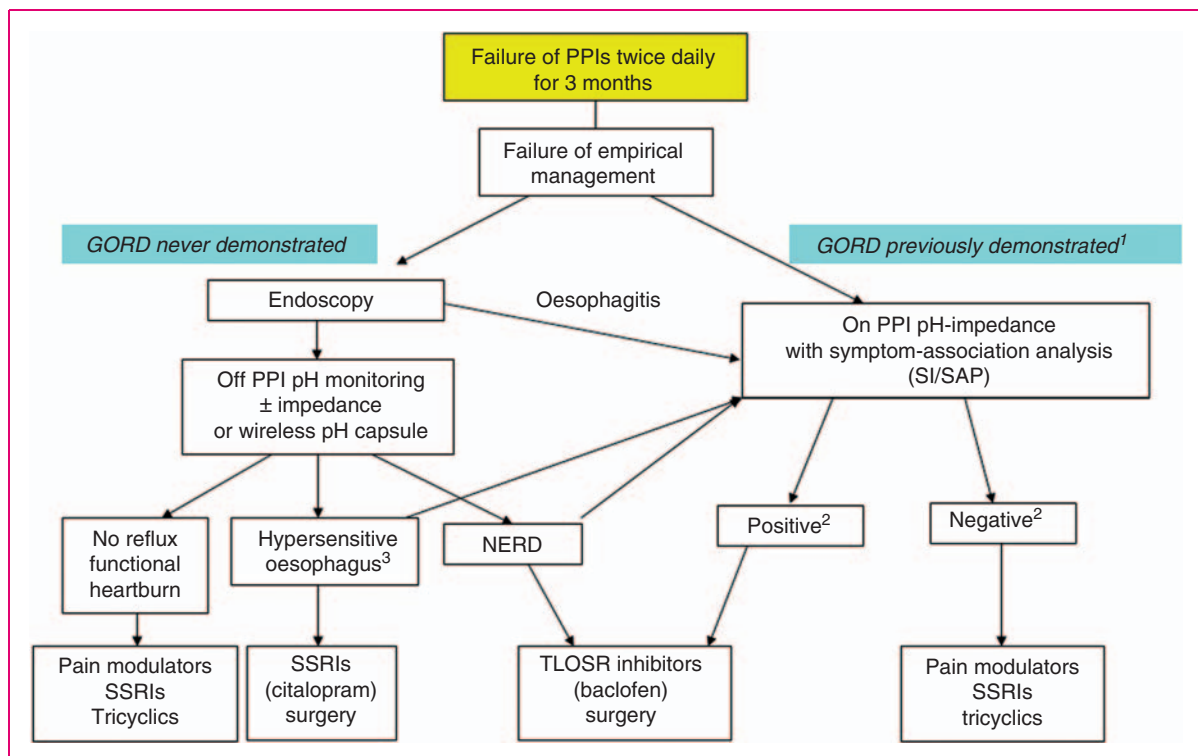 Failure of PPIs twice daily
for 3 months
Failure of empirical
management
GORD never demonstrated
GORD previously demonstrated¹
Endoscopy
Oesophagitis
On PPI pH-impedance
with symptom-association analysis
(SI/SAP)
Off PPI pH monitoring
± impedance
or wireless pH capsule
No reflux
functional
heartburn
Hypersensitive
oesophagus³
NERD
Positive²
Negative²
Pain modulators
SSRIs
Tricyclics
SSRIs
(citalopram)
surgery
TLOSR inhibitors
(baclofen)
surgery
Pain modulators
SSRIs
tricyclics